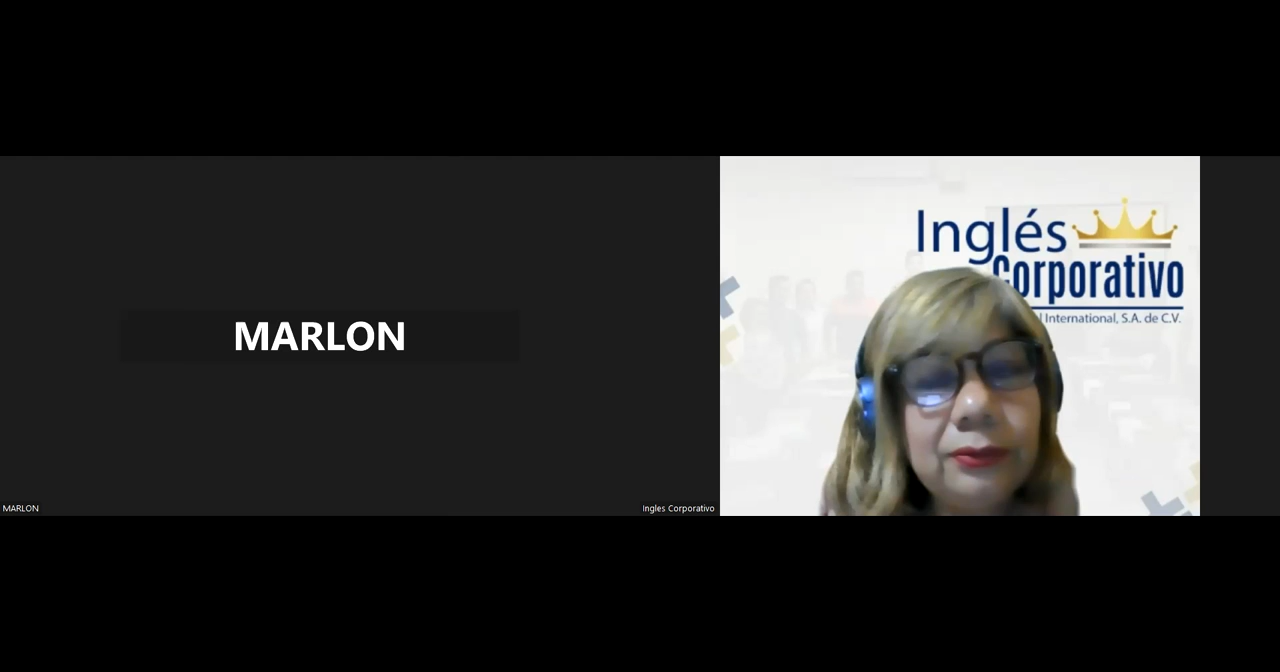 MARLON
MARLON
Ingles Corporativo
Inglés
Corporativo
l International, S.A. de C.V.